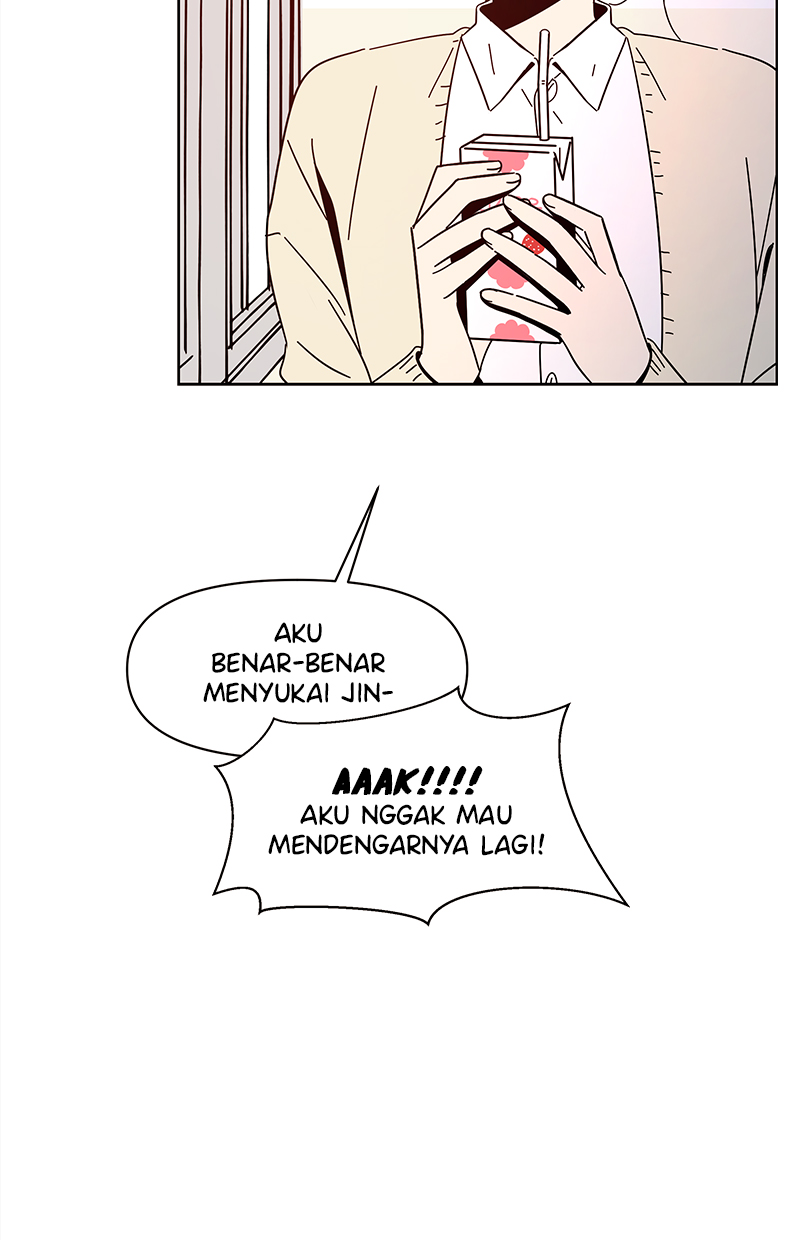 AKU
BENAR-BENAR
MENYUKAI JIN-
AAAK!!!!
AKU NGGAK MAU
MENDENGARNYA LAGI!